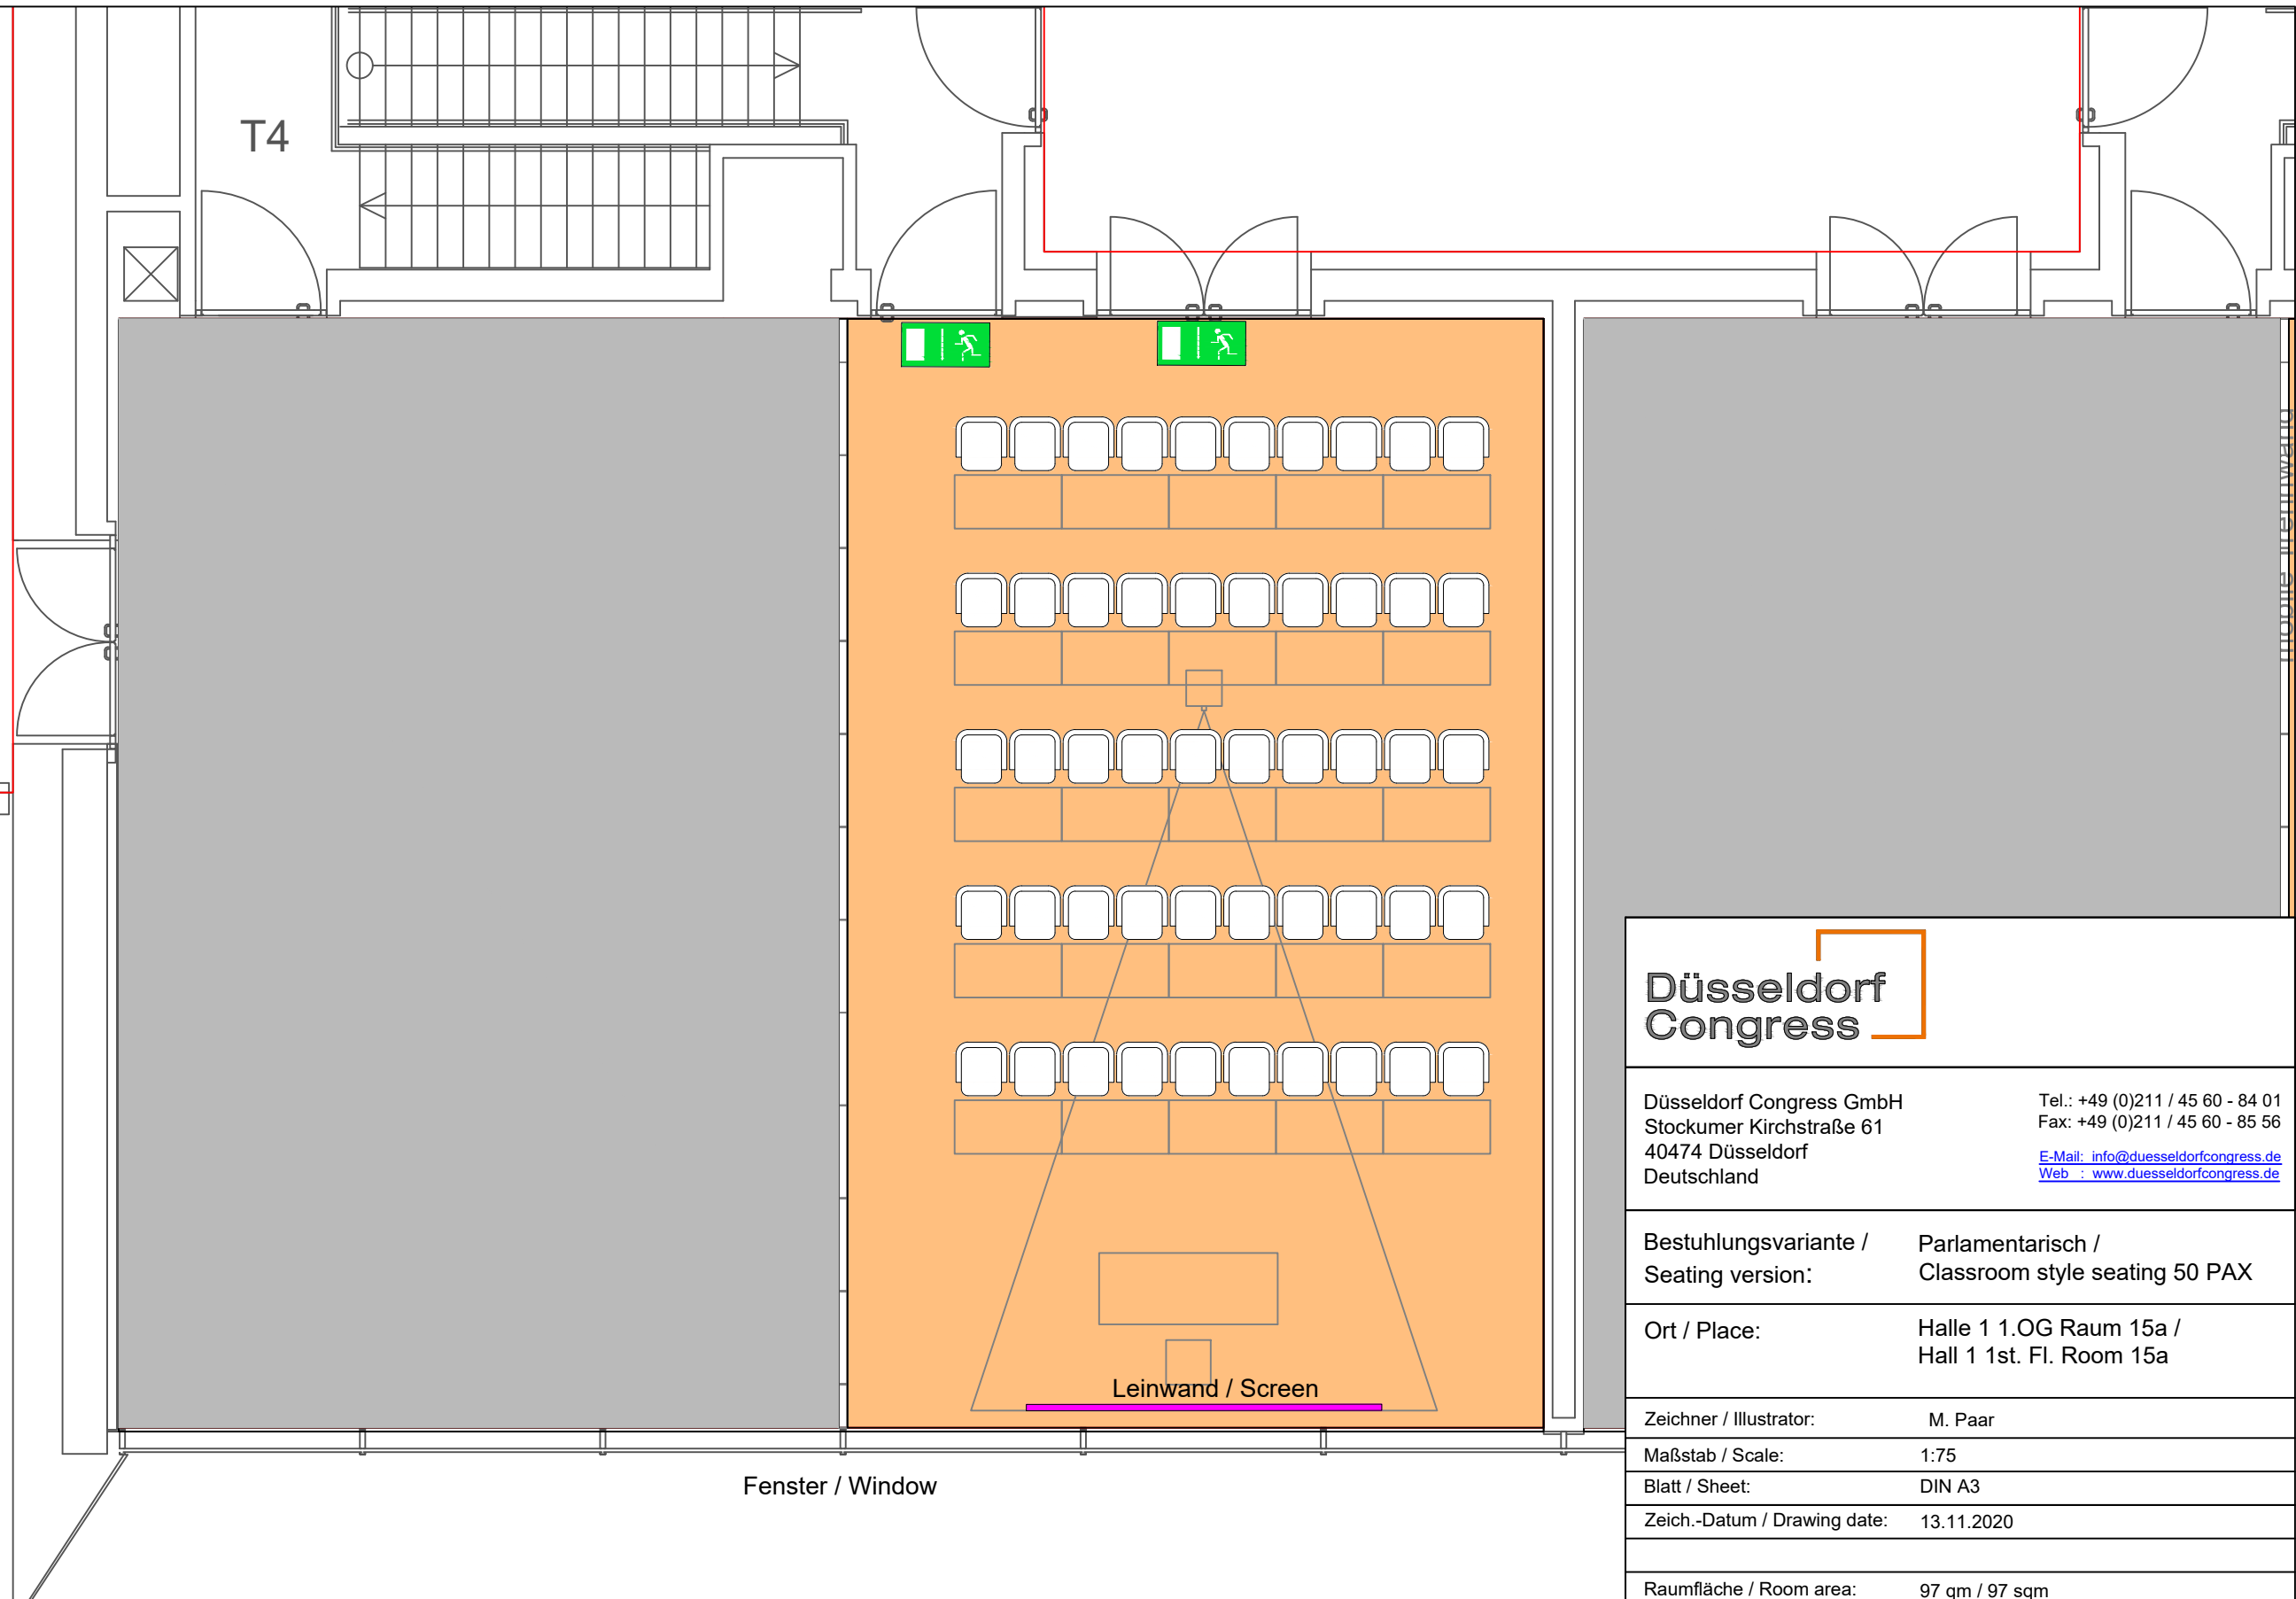 T4
mobile Trennwand
Leinwand / Screen
Fenster / Window
Düsseldorf
Congress
Düsseldorf Congress GmbH
Stockumer Kirchstraße 61
40474 Düsseldorf
Deutschland
Tel.: +49 (0)211 / 45 60 - 84 01
Fax: +49 (0)211 / 45 60 - 85 56
E-Mail: info@duesseldorfcongress.de
Web : www.duesseldorfcongress.de
Bestuhlungsvariante /
Seating version:
Parlamentarisch /
Classroom style seating 50 PAX
Ort / Place:
Halle 1 1.OG Raum 15a /
Hall 1 1st. Fl. Room 15a
Zeichner / Illustrator: M. Paar
Maßstab / Scale: 1:75
Blatt / Sheet: DIN A3
Zeich.-Datum / Drawing date: 13.11.2020
Raumfläche / Room area: 97 qm / 97 sqm